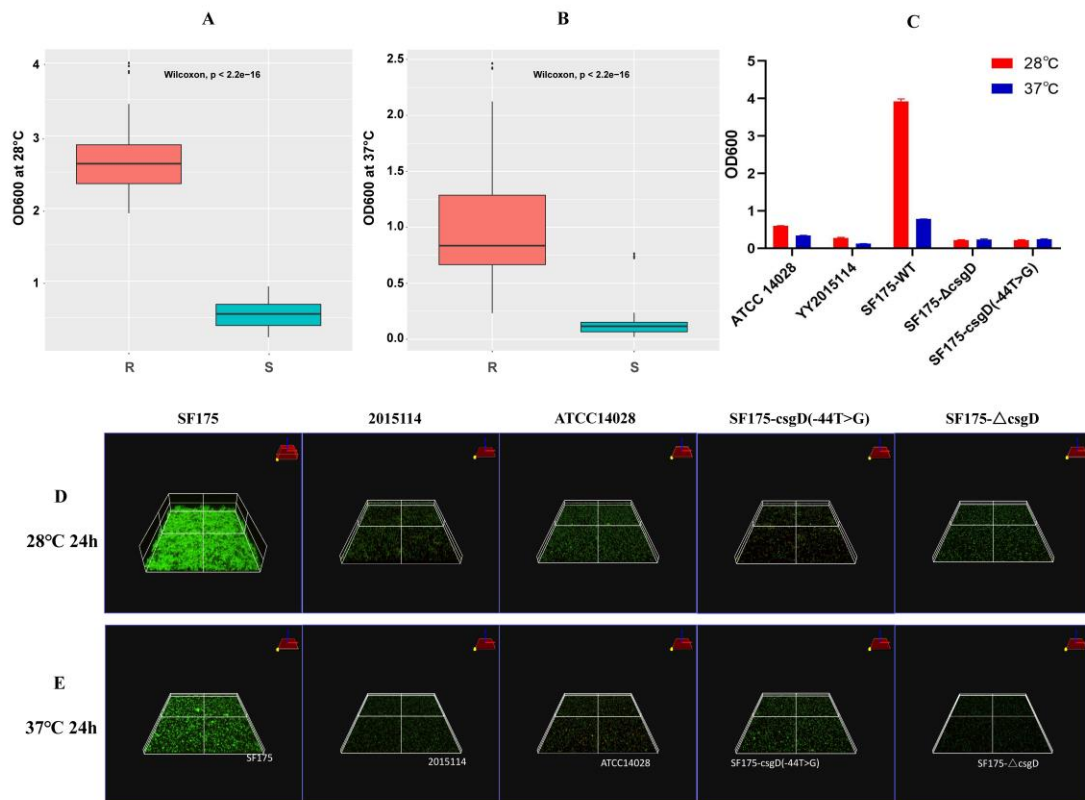 A
B
C
Wilcoxon, p < 2.2e−16
OD600 at 28°C
4
3
2
1
R
S
Wilcoxon, p < 2.2e−16
OD600 at 37°C
2.5
2.0
1.5
1.0
0.5
0.0
R
S
28℃
37℃
OD600
5
4
3
2
1
0
ATCC 14028
YY2015114
SF175-WT
SF175-ΔcsgD
SF175-csgD(-44T>G)
SF175
2015114
ATCC14028
SF175-csgD(-44T>G)
SF175-△csgD
D
28℃ 24h
E
37℃ 24h
SF175
2015114
ATCC14028
SF175-csgD(-44T>G)
SF175-△csgD